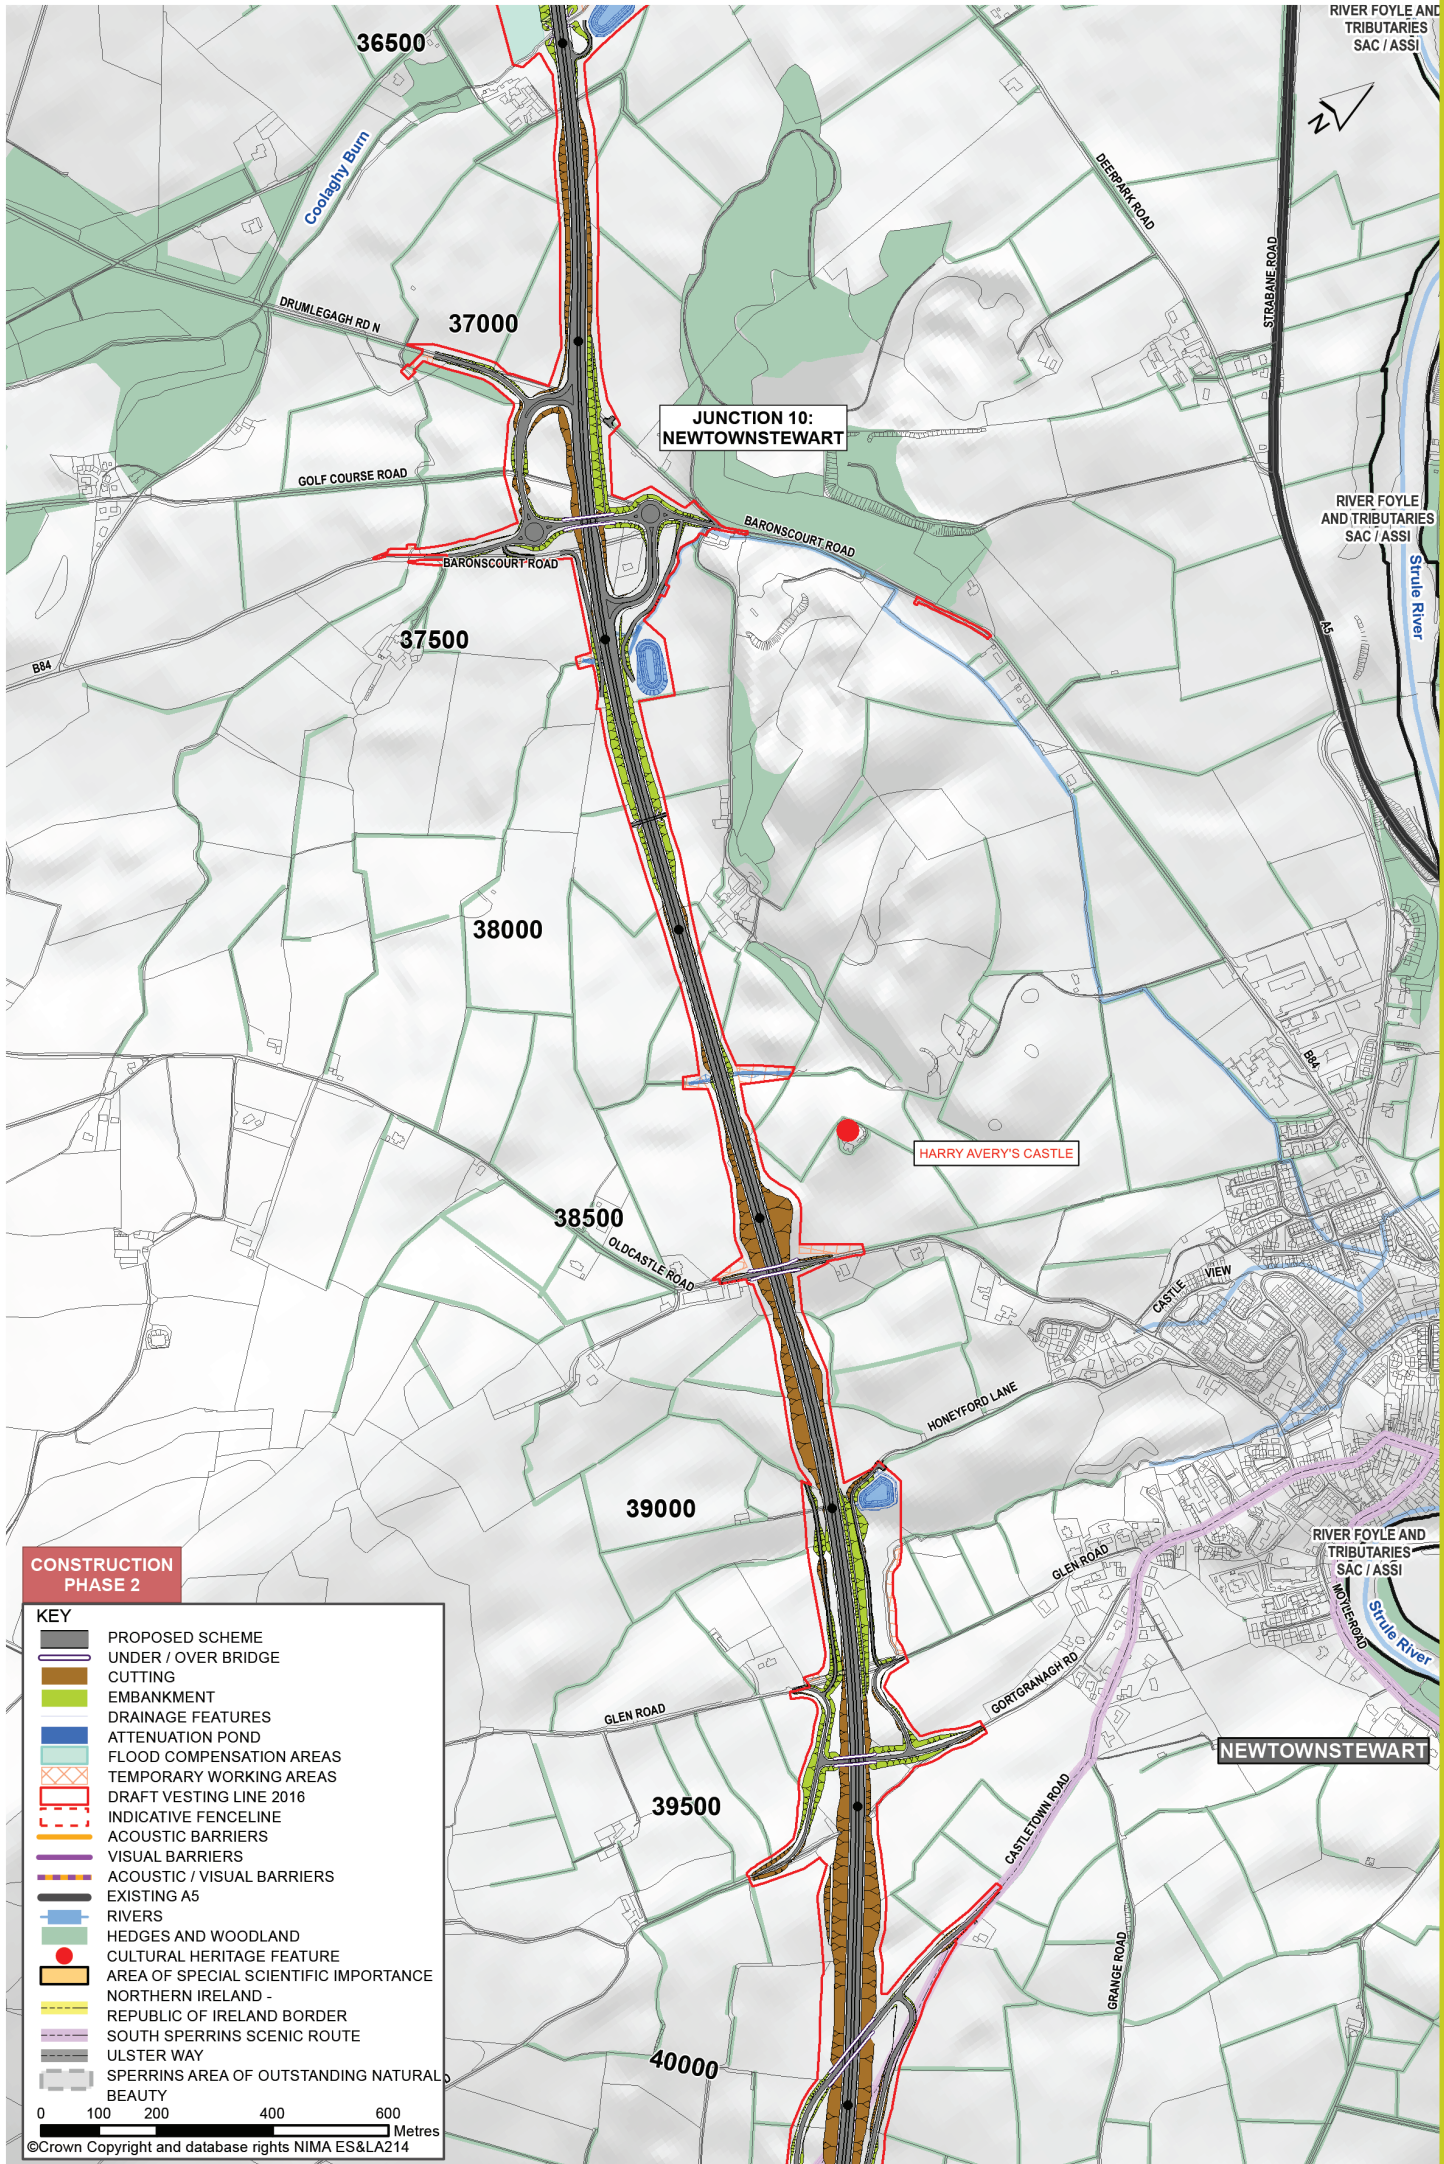 36500
RIVER FOYLE AND
TRIBUTARIES
SAC / ASSI
N
Coolaghy Burn
DEERPARK ROAD
STRABANE ROAD
DRUMLEGAGH RD N
37000
JUNCTION 10:
NEWTOWNSTEWART
GOLF COURSE ROAD
RIVER FOYLE
AND TRIBUTARIES
SAC / ASSI
BARONSCOURT ROAD
BARONSCOURT ROAD
Strule River
A5
37500
B84
38000
B84
HARRY AVERY'S CASTLE
38500
OLDCASTLE ROAD
CASTLE VIEW
HONEYFORD LANE
39000
RIVER FOYLE AND
TRIBUTARIES
SAC / ASSI
GLEN ROAD
MOYLE ROAD
Strule River
GORTGRANAGH RD
GLEN ROAD
NEWTOWNSTEWART
39500
CASTLETOWN ROAD
GRANGE ROAD
40000
CONSTRUCTION
PHASE 2
KEY
PROPOSED SCHEME
UNDER / OVER BRIDGE
CUTTING
EMBANKMENT
DRAINAGE FEATURES
ATTENUATION POND
FLOOD COMPENSATION AREAS
TEMPORARY WORKING AREAS
DRAFT VESTING LINE 2016
INDICATIVE FENCELINE
ACOUSTIC BARRIERS
VISUAL BARRIERS
ACOUSTIC / VISUAL BARRIERS
EXISTING A5
RIVERS
HEDGES AND WOODLAND
CULTURAL HERITAGE FEATURE
AREA OF SPECIAL SCIENTIFIC IMPORTANCE
NORTHERN IRELAND -
REPUBLIC OF IRELAND BORDER
SOUTH SPERRINS SCENIC ROUTE
ULSTER WAY
SPERRINS AREA OF OUTSTANDING NATURAL
BEAUTY
0 100 200 400 600
Metres
©Crown Copyright and database rights NIMA ES&LA214